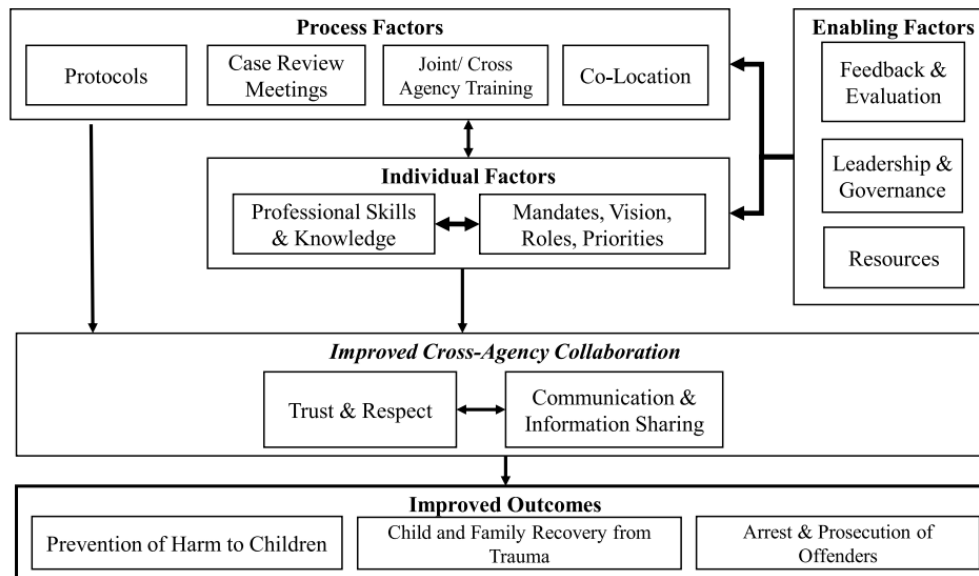 Process Factors
Protocols
Case Review
Meetings
Joint/ Cross
Agency Training
Co-Location
Enabling Factors
Feedback &
Evaluation
Leadership &
Governance
Resources
Individual Factors
Professional Skills
& Knowledge
Mandates, Vision,
Roles, Priorities
Improved Cross-Agency Collaboration
Trust & Respect
Communication &
Information Sharing
Improved Outcomes
Prevention of Harm to Children
Child and Family Recovery from
Trauma
Arrest & Prosecution of
Offenders